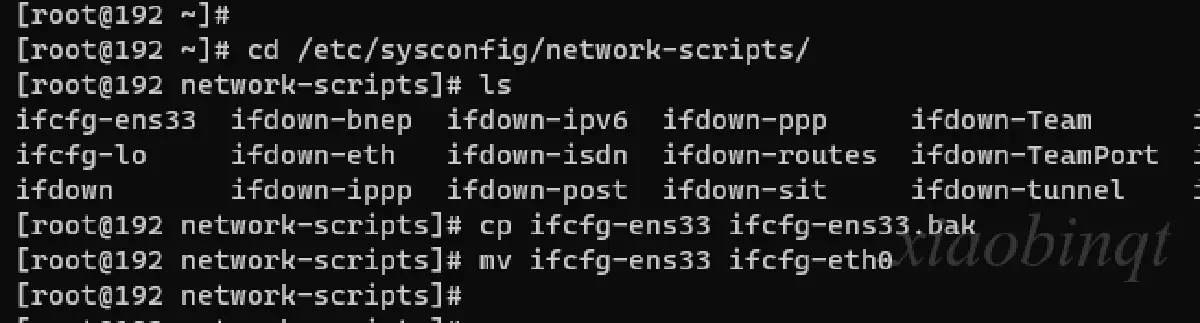 [root@192 ~]#
[root@192 ~]# cd /etc/sysconfig/network-scripts/
[root@192 network-scripts]# ls
ifcfg-ens33  ifdown-bnep  ifdown-ipv6  ifdown-ppp     ifdown-Team
ifcfg-lo     ifdown-eth   ifdown-isdn  ifdown-routes  ifdown-TeamPort
ifdown       ifdown-ippp  ifdown-post  ifdown-sit     ifdown-tunnel
[root@192 network-scripts]# cp ifcfg-ens33 ifcfg-ens33.bak
[root@192 network-scripts]# mv ifcfg-ens33 ifcfg-eth0
xiaobinqt
[root@192 network-scripts]#